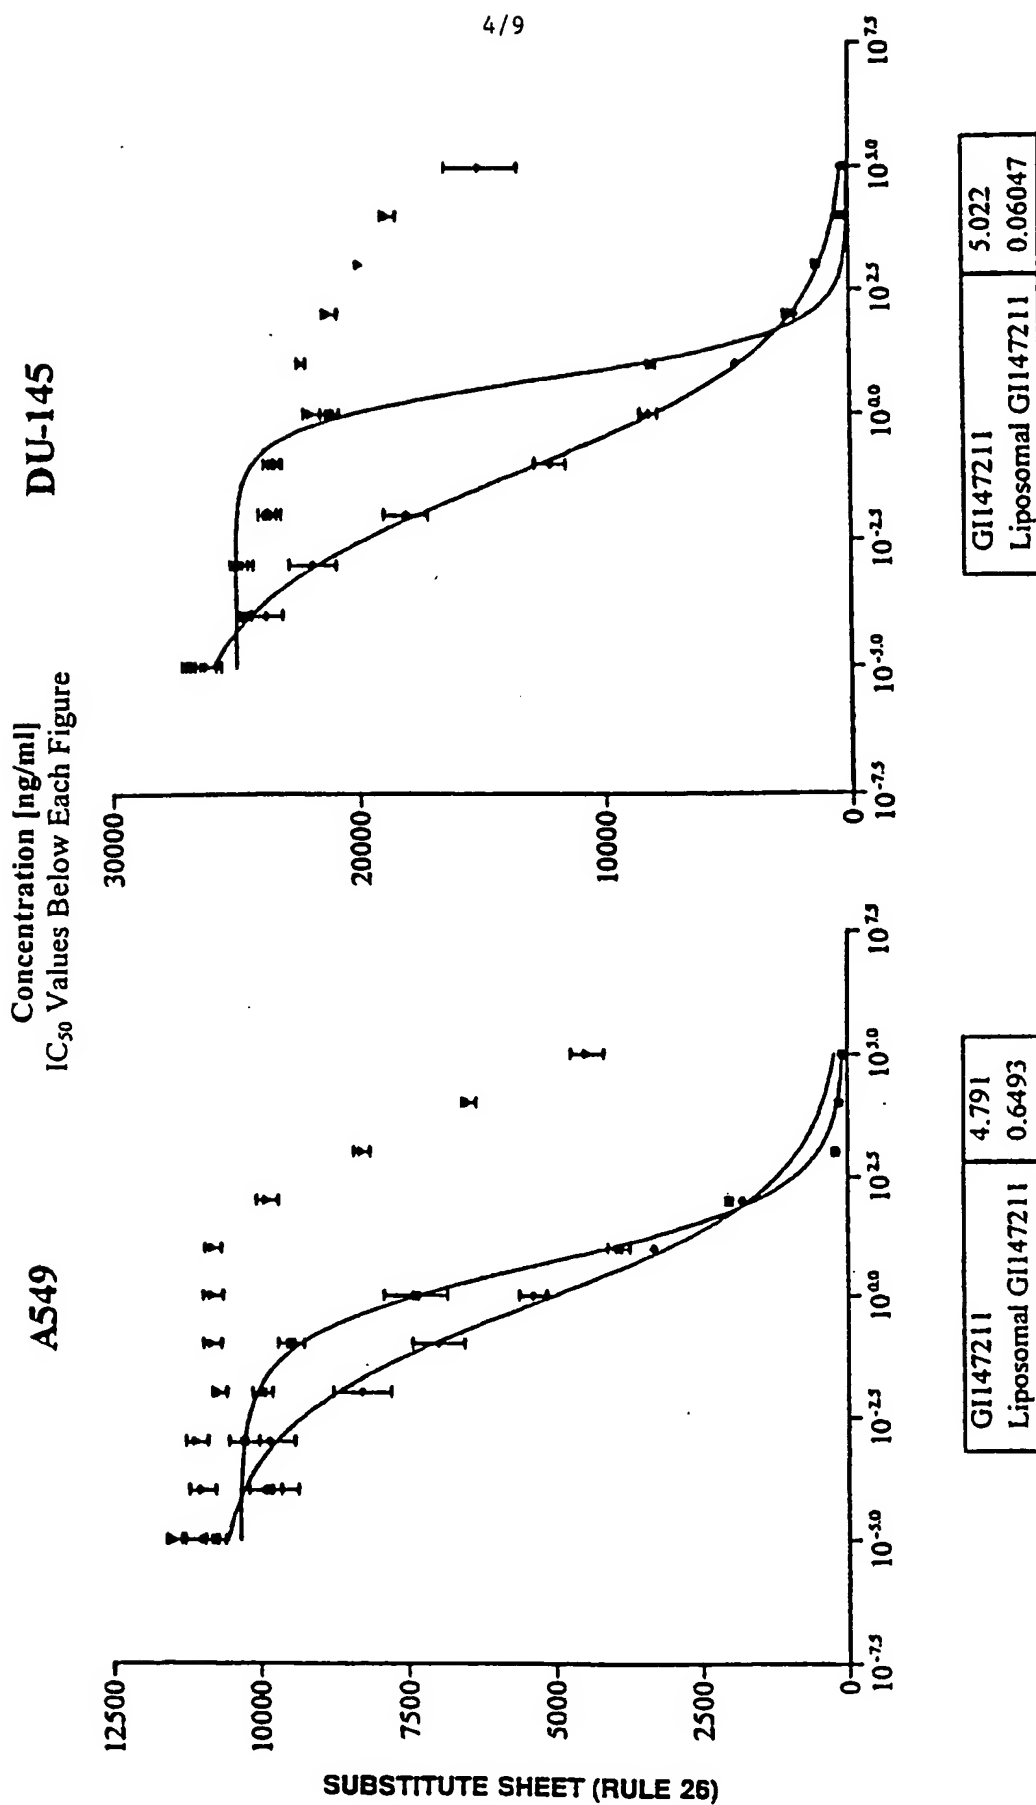 4/9
Concentration [ng/ml]
IC50 Values Below Each Figure
A549
12500
10000
7500
5000
2500
0
10-7.5
10-5.0
10-2.5
100.0
102.5
105.0
107.5
GI147211 4.791
Liposomal GI147211 0.6493
DU-145
30000
20000
10000
0
10-7.5
10-5.0
10-2.5
100.0
102.5
105.0
107.5
GI147211 5.022
Liposomal GI147211 0.06047
SUBSTITUTE SHEET (RULE 26)